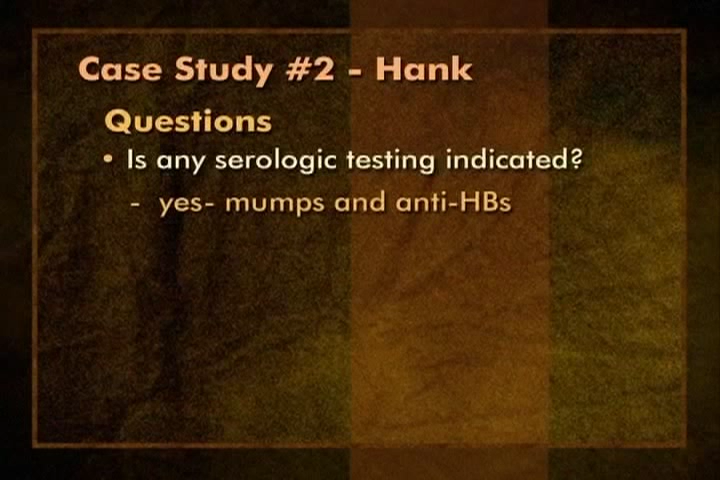 Case Study #2 - Hank
Questions
• Is any serologic testing indicated?
- yes- mumps and anti-HBs